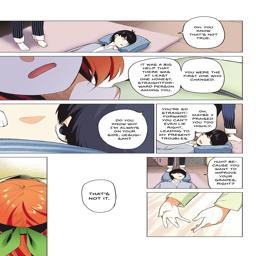 OH, YOU
KNOW
THAT'S
NOT TRUE.
YOU WERE THE
FIRST ONE WHO
CHANGED.
IT WAS A BIG
HELP THAT
THERE WAS
AT LEAST
ONE HONEST,
STRAIGHTFOR-
WARD PERSON
AMONG YOU.
OH,
MAYBE I
PRAISED
YOU TOO
HIGHLY.
YOU'RE SO
STRAIGHT-
FORWARD
YOU CAN'T
EVEN LIE
RIGHT,
LEADING TO
MY PRESENT
TROUBLES.
DO YOU
KNOW WHY
I'M ALWAYS
ON YOUR
SIDE, UESUGI-
SAN?
HUH? BE-
CAUSE YOU
WANT TO
IMPROVE
YOUR
GRADES,
RIGHT?
THAT'S
NOT IT.